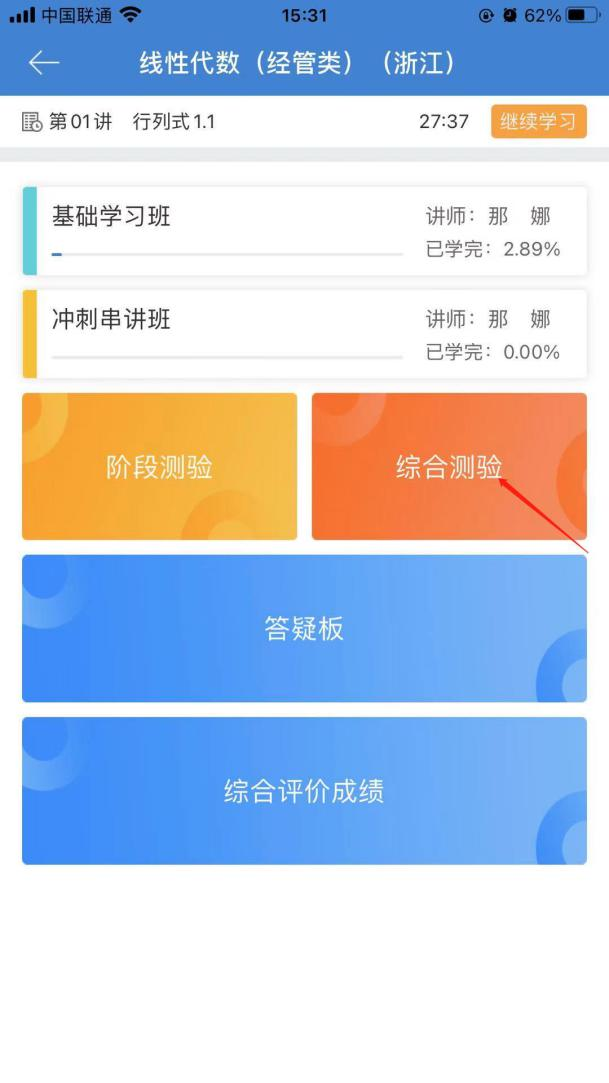 中国联通 15:31 62%
线性代数（经管类）（浙江）
第01讲 行列式1.1 27:37 继续学习
基础学习班 讲师：那 娜
已学完：2.89%
冲刺串讲班 讲师：那 娜
已学完：0.00%
阶段测验 综合测验
答疑板
综合评价成绩